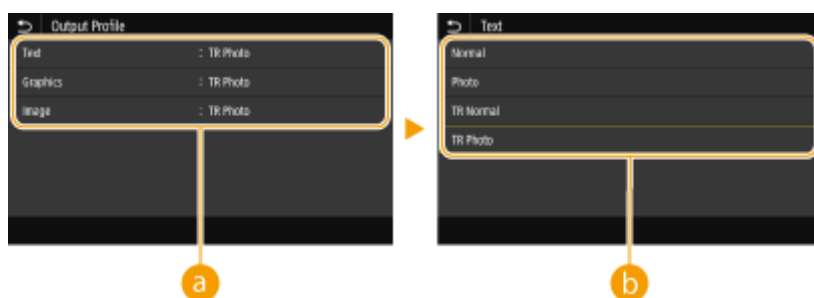 Output Profile
Text : TR Photo
Graphics : TR Photo
Image : TR Photo
a
Text
Normal
Photo
TR Normal
TR Photo
b